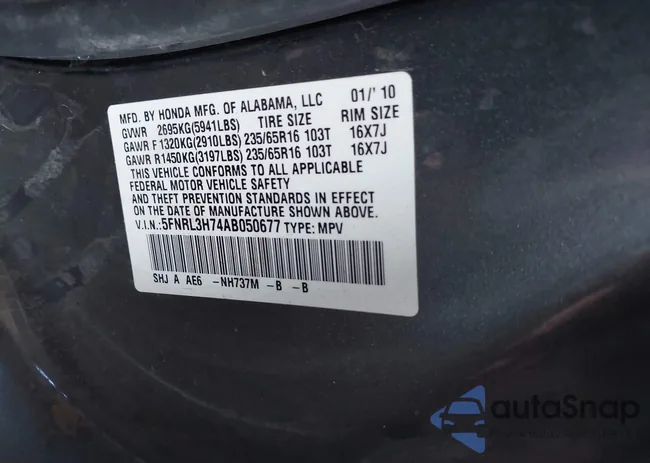 MFD. BY HONDA MFG. OF ALABAMA, LLC 01/'10
GVWR 2695KG(5941LBS) TIRE SIZE RIM SIZE
GAWR F 1320KG(2910LBS) 235/65R16 103T 16X7J
GAWR R1450KG(3197LBS) 235/65R16 103T 16X7J
THIS VEHICLE CONFORMS TO ALL APPLICABLE
FEDERAL MOTOR VEHICLE SAFETY
AND THEFT PREVENTION STANDARDS IN EFFECT
ON THE DATE OF MANUFACTURE SHOWN ABOVE.
V.I.N.:5FNRL3H74AB050677 TYPE: MPV
SHJ A AE6 -NH737M -B -B
autoSnap